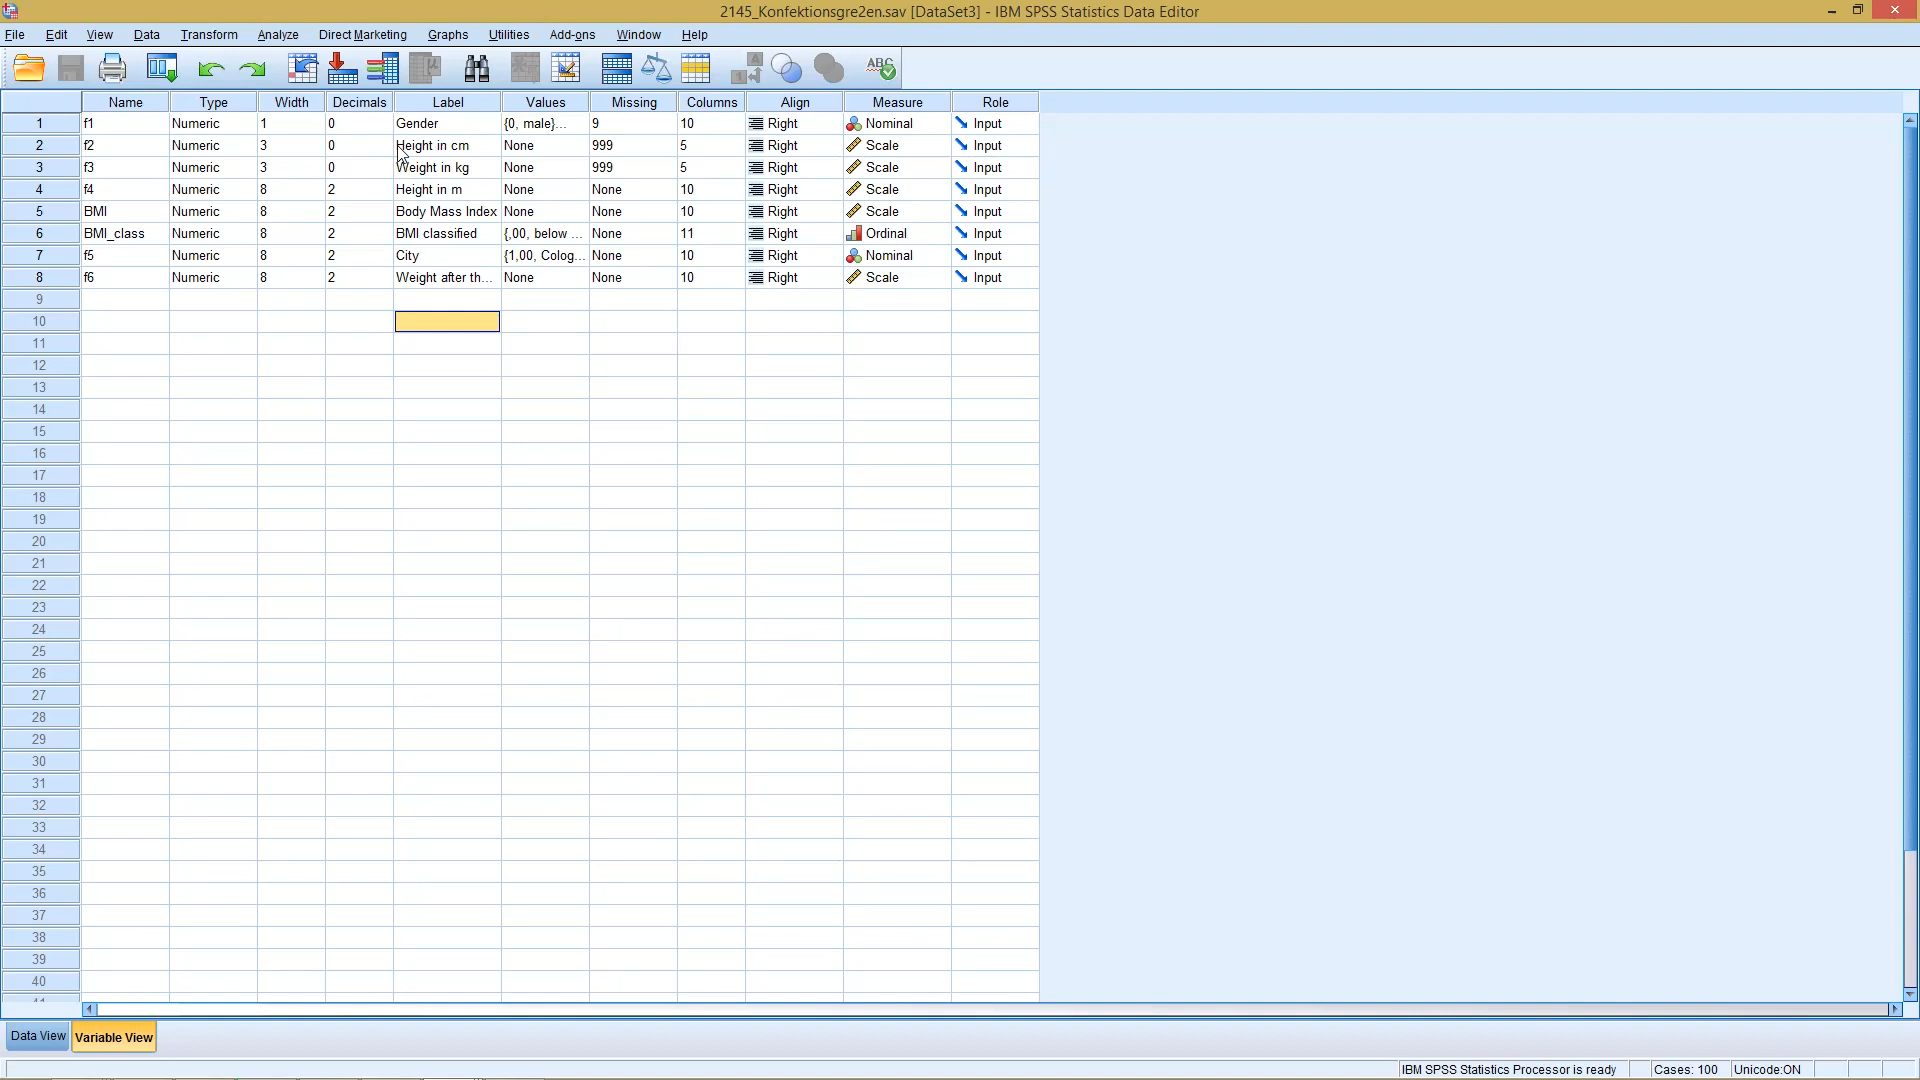 2145_Konfektionsgre2en.sav [DataSet3] - IBM SPSS Statistics Data Editor
File Edit View Data Transform Analyze Direct Marketing Graphs Utilities Add-ons Window Help
Name Type Width Decimals Label Values Missing Columns Align Measure Role
1 f1 Numeric 1 0 Gender {0, male}... 9 10 Right Nominal Input
2 f2 Numeric 3 0 Height in cm None 999 5 Right Scale Input
3 f3 Numeric 3 0 Weight in kg None 999 5 Right Scale Input
4 f4 Numeric 8 2 Height in m None None 10 Right Scale Input
5 BMI Numeric 8 2 Body Mass Index None None 10 Right Scale Input
6 BMI_class Numeric 8 2 BMI classified {,00, below ... None 11 Right Ordinal Input
7 f5 Numeric 8 2 City {1,00, Colog... None 10 Right Nominal Input
8 f6 Numeric 8 2 Weight after th... None None 10 Right Scale Input
9
10
11
12
13
14
15
16
17
18
19
20
21
22
23
24
25
26
27
28
29
30
31
32
33
34
35
36
37
38
39
40
Data View Variable View
IBM SPSS Statistics Processor is ready Cases: 100 Unicode:ON